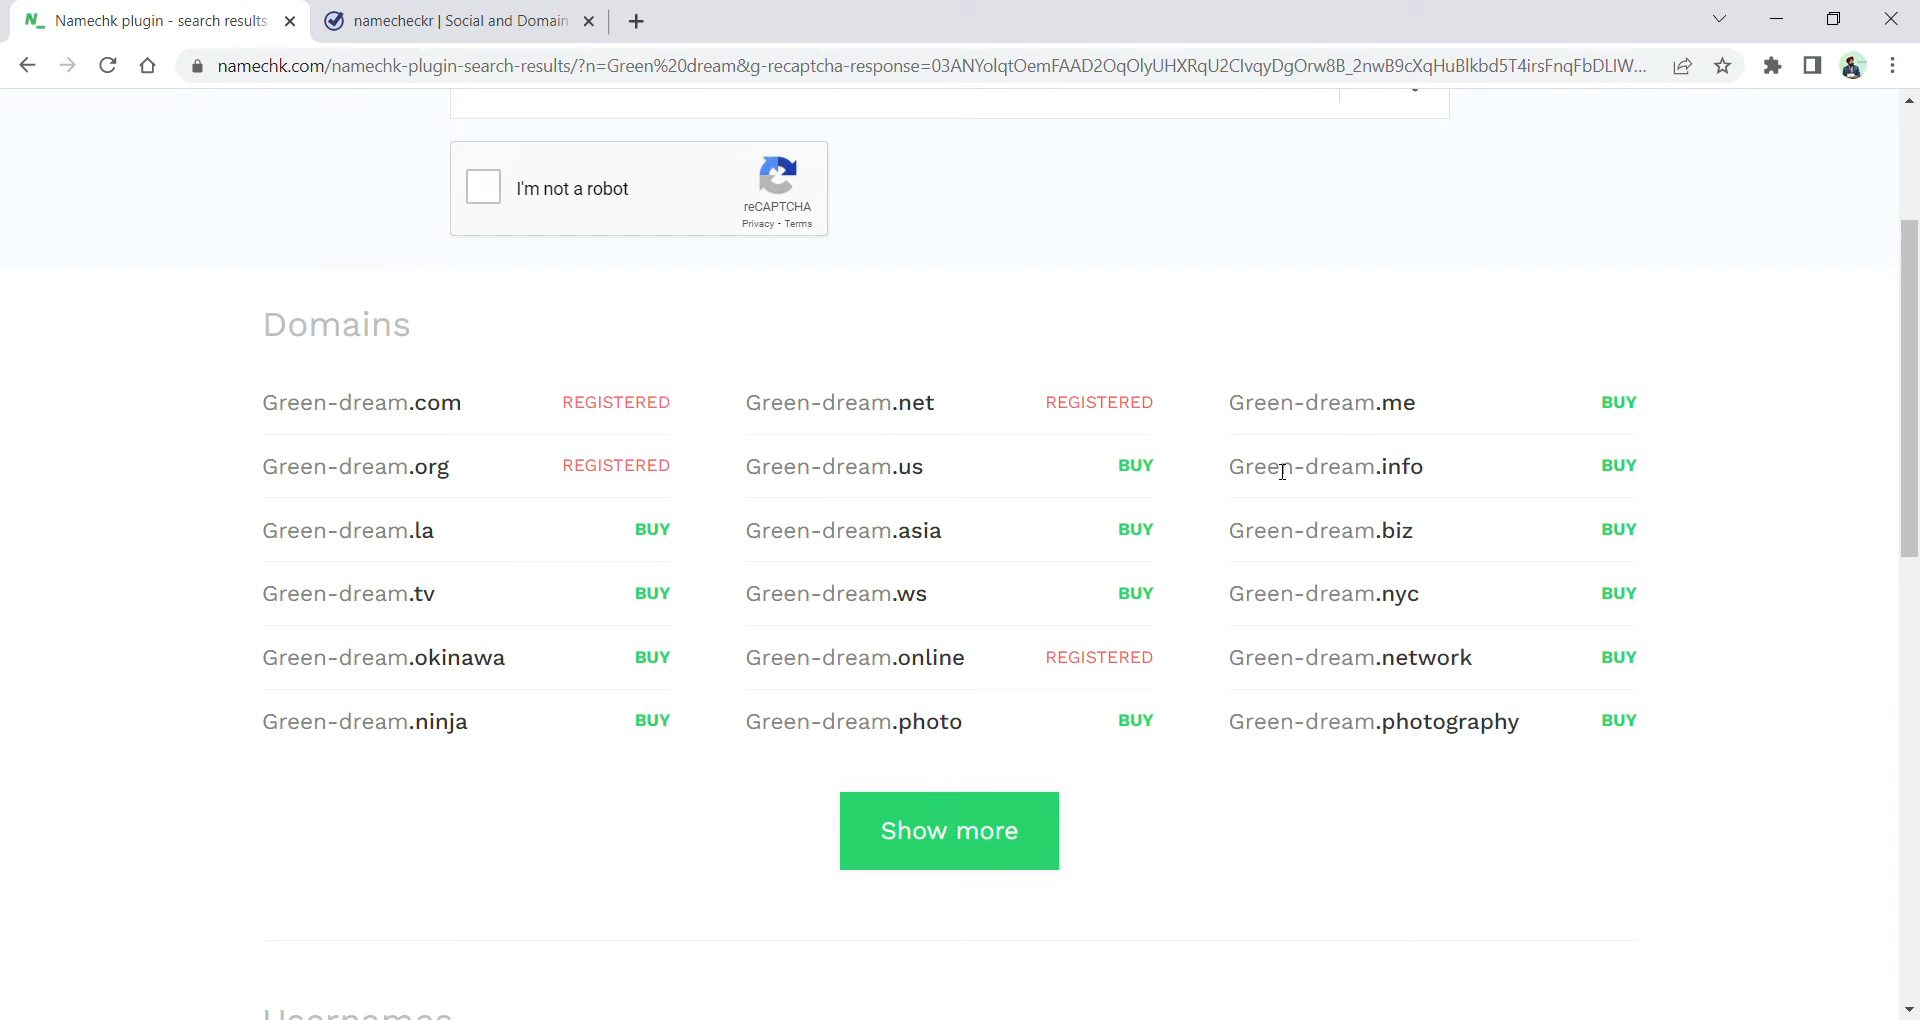 Namechk plugin - search results
namecheckr | Social and Domain
namechk.com/namechk-plugin-search-results/?n=Green%20dream&g-recaptcha-response=03ANYolqtOemFAAD2OqOlyUHXRqU2CIvqyDgOrw8B_2nwB9cXqHuBlkbd5T4irsFnqFbDLIW...
I'm not a robot
reCAPTCHA
Privacy - Terms
Domains
Green-dream.com REGISTERED Green-dream.net REGISTERED Green-dream.me BUY
Green-dream.org REGISTERED Green-dream.us BUY Green-dream.info BUY
Green-dream.la BUY Green-dream.asia BUY Green-dream.biz BUY
Green-dream.tv BUY Green-dream.ws BUY Green-dream.nyc BUY
Green-dream.okinawa BUY Green-dream.online REGISTERED Green-dream.network BUY
Green-dream.ninja BUY Green-dream.photo BUY Green-dream.photography BUY
Show more
Usernames